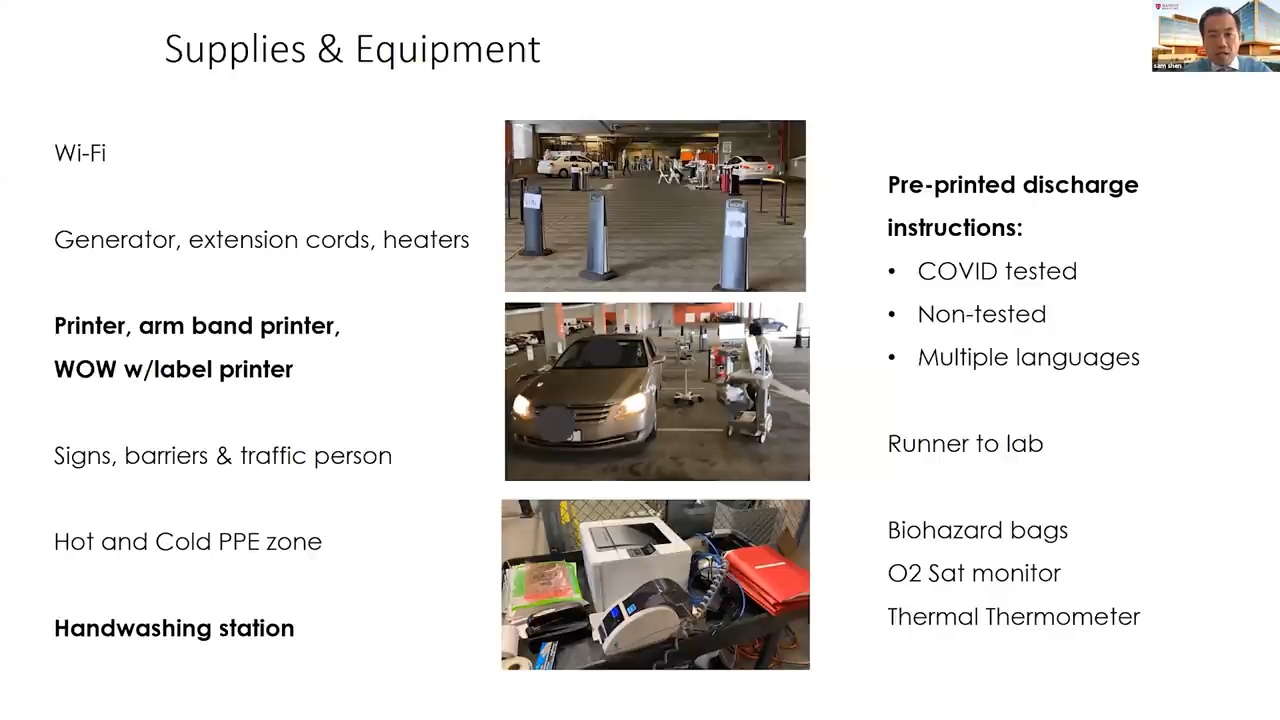 Supplies & Equipment
Wi-Fi
Generator, extension cords, heaters
Printer, arm band printer,
WOW w/label printer
Signs, barriers & traffic person
Hot and Cold PPE zone
Handwashing station
Pre-printed discharge
instructions:
• COVID tested
• Non-tested
• Multiple languages
Runner to lab
Biohazard bags
O2 Sat monitor
Thermal Thermometer
sam shen